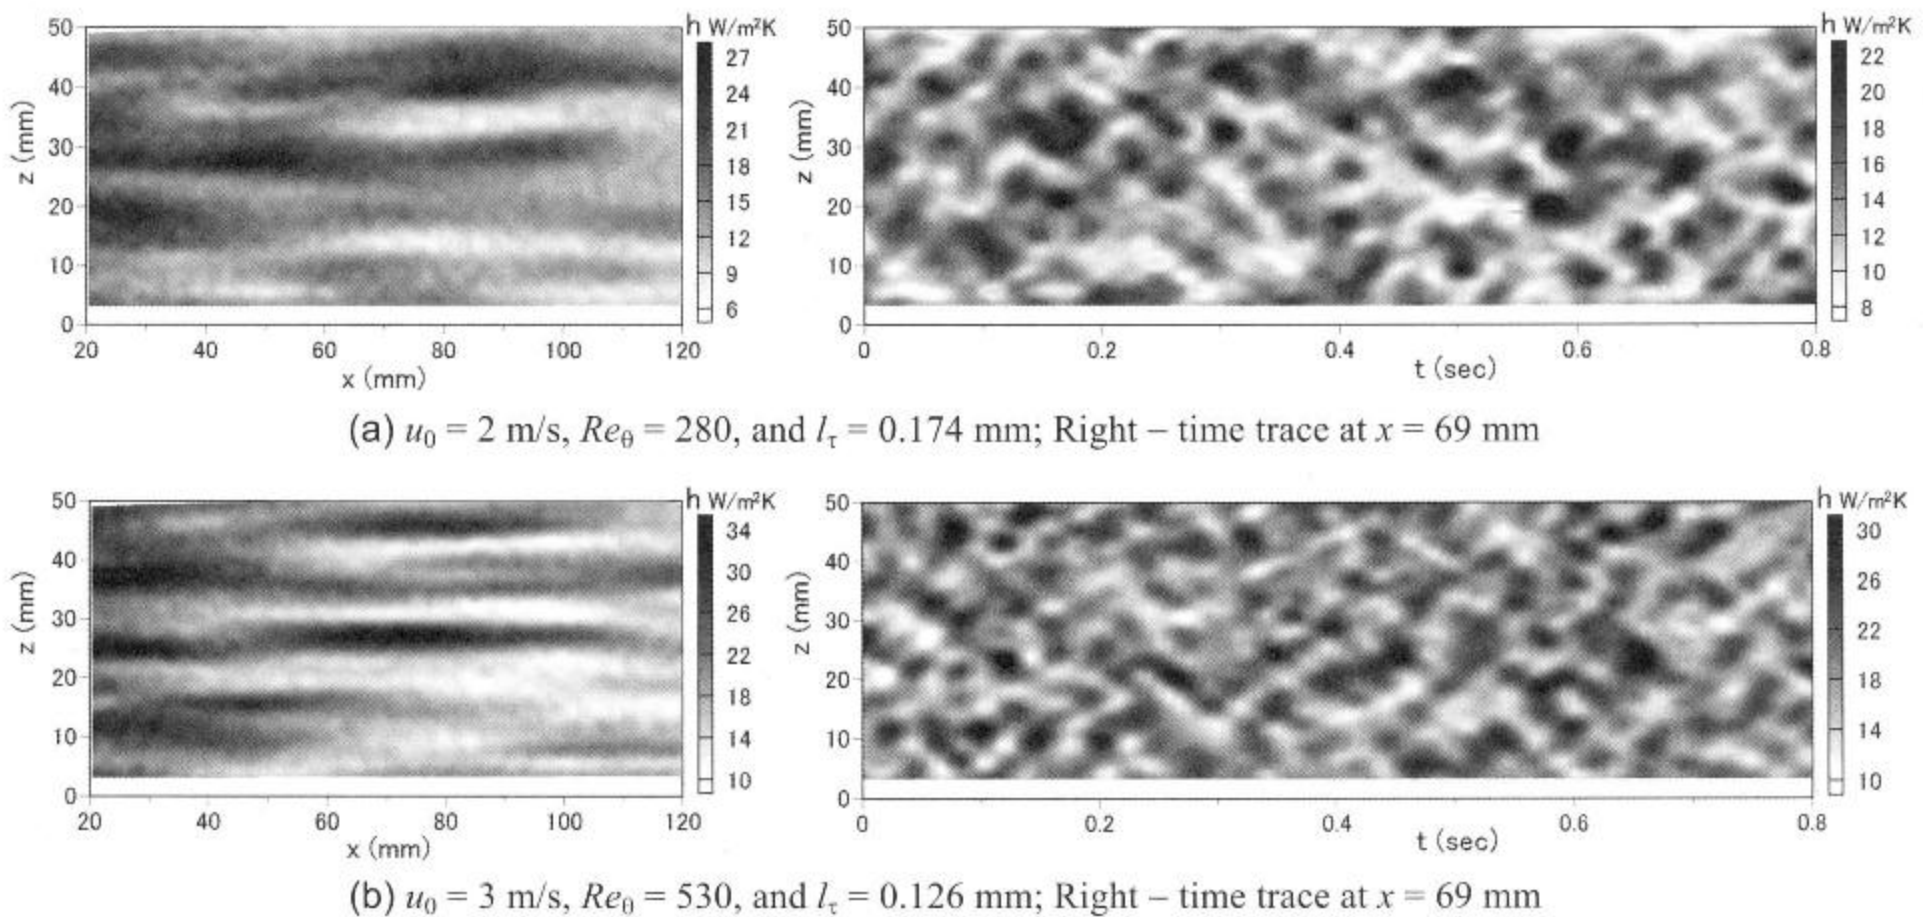 h W/m²K
50
40
30
20
10
0
z (mm)
20 40 60 80 100 120
x (mm)
27
24
21
18
15
12
9
6
h W/m²K
50
40
30
20
10
0
z (mm)
0 0.2 0.4 0.6 0.8
t (sec)
22
20
18
16
14
12
10
8
(a) u₀ = 2 m/s, Reθ = 280, and lτ = 0.174 mm; Right – time trace at x = 69 mm
h W/m²K
50
40
30
20
10
0
z (mm)
20 40 60 80 100 120
x (mm)
34
30
26
22
18
14
10
h W/m²K
50
40
30
20
10
0
z (mm)
0 0.2 0.4 0.6 0.8
t (sec)
30
26
22
18
14
10
(b) u₀ = 3 m/s, Reθ = 530, and lτ = 0.126 mm; Right – time trace at x = 69 mm